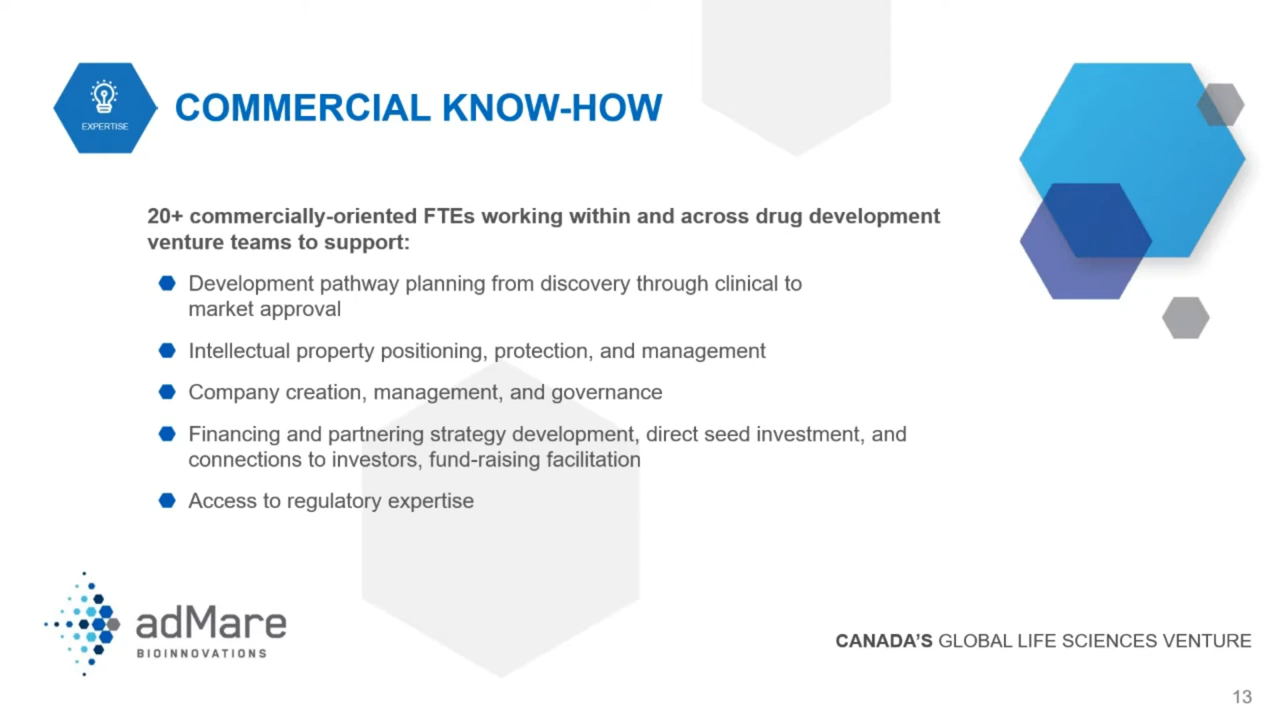 EXPERTISE
COMMERCIAL KNOW-HOW
20+ commercially-oriented FTEs working within and across drug development
venture teams to support:
Development pathway planning from discovery through clinical to
market approval
Intellectual property positioning, protection, and management
Company creation, management, and governance
Financing and partnering strategy development, direct seed investment, and
connections to investors, fund-raising facilitation
Access to regulatory expertise
adMare
BIOINNOVATIONS
CANADA'S GLOBAL LIFE SCIENCES VENTURE
13